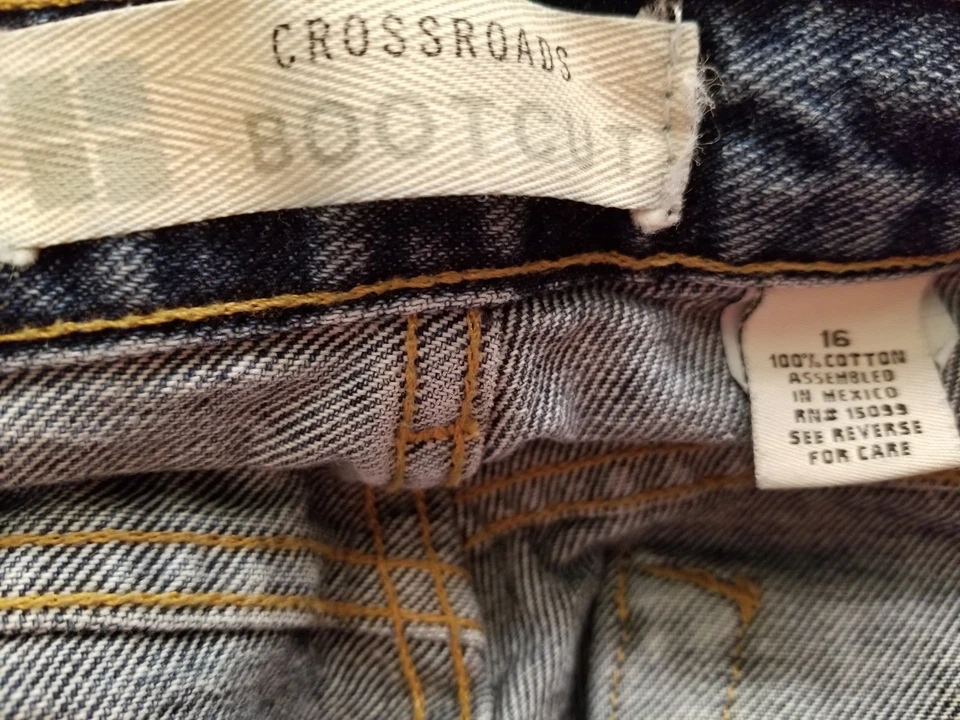 CROSSROADS
BOOTCUT
16
100% COTTON
ASSEMBLED
IN MEXICO
RN# 15099
SEE REVERSE
FOR CARE